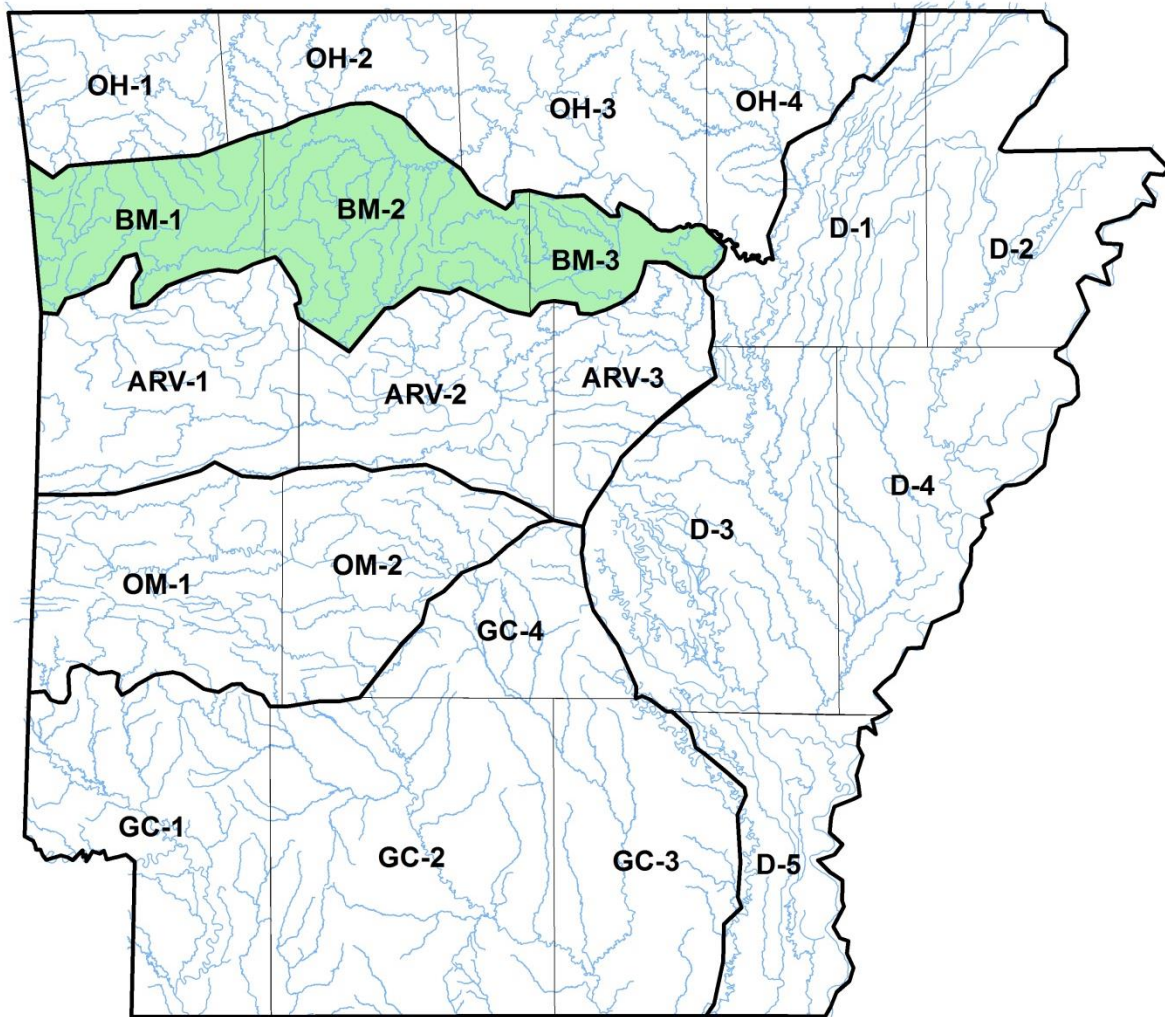 OH-1
OH-2
OH-3
OH-4
BM-1
BM-2
BM-3
D-1
D-2
ARV-1
ARV-2
ARV-3
D-3
D-4
OM-1
OM-2
GC-4
GC-1
GC-2
GC-3
D-5